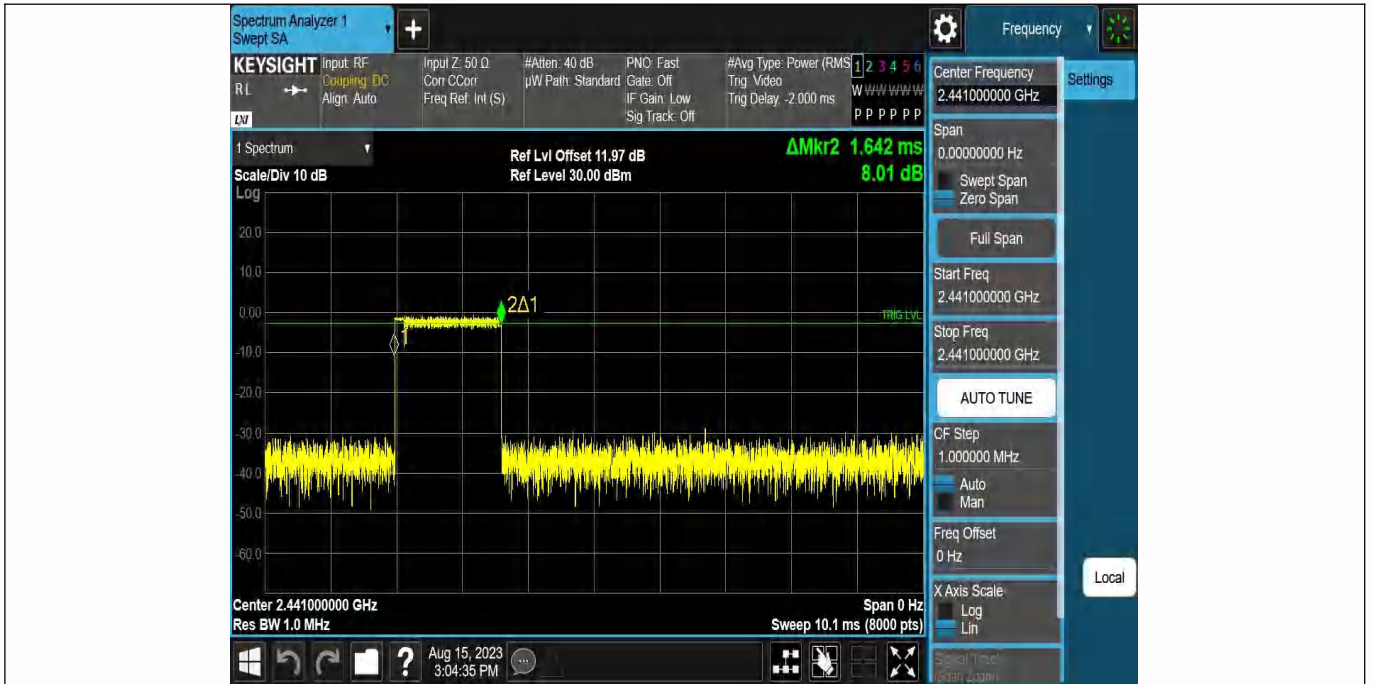 Spectrum Analyzer 1
Swept SA
+
Frequency
KEYSIGHT
RL
LXI
Input: RF
Coupling: DC
Align: Auto
Input Z: 50 Ω
Corr CCorr
Freq Ref: Int (S)
#Atten: 40 dB
µW Path: Standard
PNO: Fast
Gate: Off
IF Gain: Low
Sig Track: Off
#Avg Type: Power (RMS
Trig: Video
Trig Delay: -2.000 ms
1 2 3 4 5 6
W W W W W W
P P P P P P
1 Spectrum
Scale/Div 10 dB
Log
Ref Lvl Offset 11.97 dB
Ref Level 30.00 dBm
ΔMkr2 1.642 ms
8.01 dB
20.0
10.0
0.00
-10.0
-20.0
-30.0
-40.0
-50.0
-60.0
2Δ1
1
TRIG LVL
Center 2.441000000 GHz
Res BW 1.0 MHz
Span 0 Hz
Sweep 10.1 ms (8000 pts)
Center Frequency
2.441000000 GHz
Settings
Span
0.00000000 Hz
Swept Span
Zero Span
Full Span
Start Freq
2.441000000 GHz
Stop Freq
2.441000000 GHz
AUTO TUNE
CF Step
1.000000 MHz
Auto
Man
Freq Offset
0 Hz
X Axis Scale
Log
Lin
Local
Signal Track
(Span Zoom)
?
Aug 15, 2023
3:04:35 PM